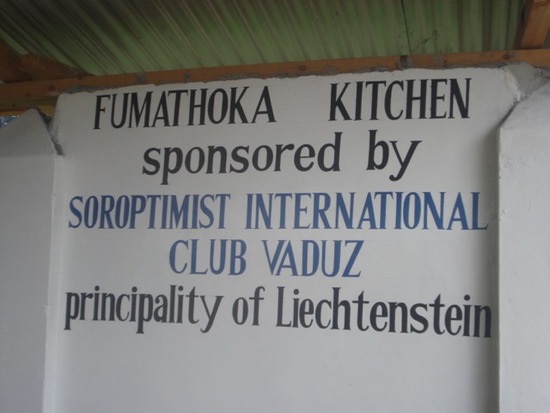 FUMATHOKA KITCHEN
sponsored by
SOROPTIMIST INTERNATIONAL
CLUB VADUZ
principality of Liechtenstein